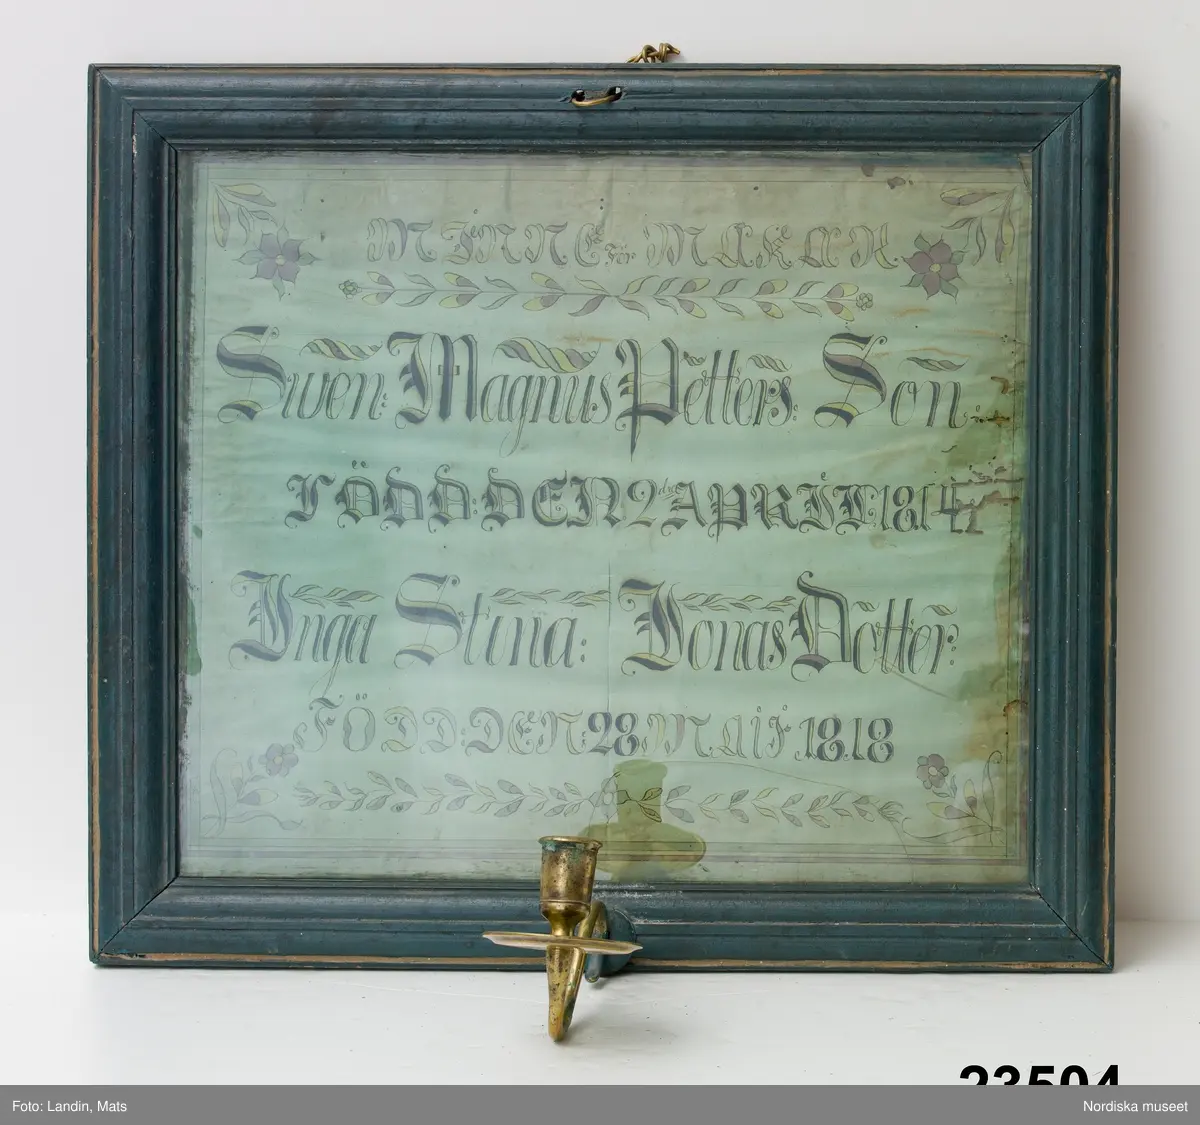 MINNE För MAKAR
Swen: Magnus Petters: Son:
FÖDD: DEN 2 APRIL 1814
Inga Stina: Jonas Dotter:
FÖDD: DEN: 28 MAIJ 1818
Foto: Landin, Mats
Nordiska museet